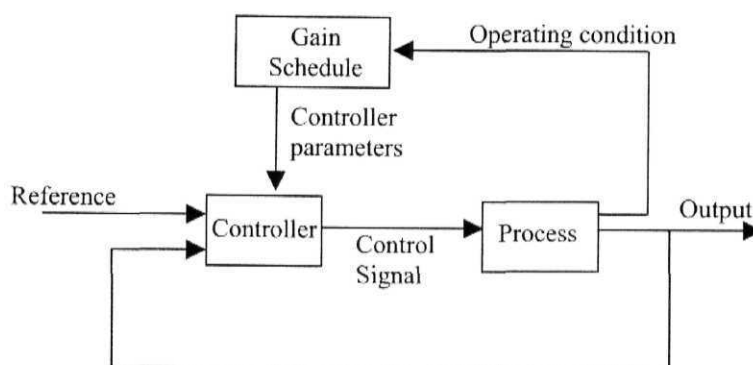 Gain
Schedule
Operating condition
Controller
parameters
Reference
Controller
Control
Signal
Process
Output